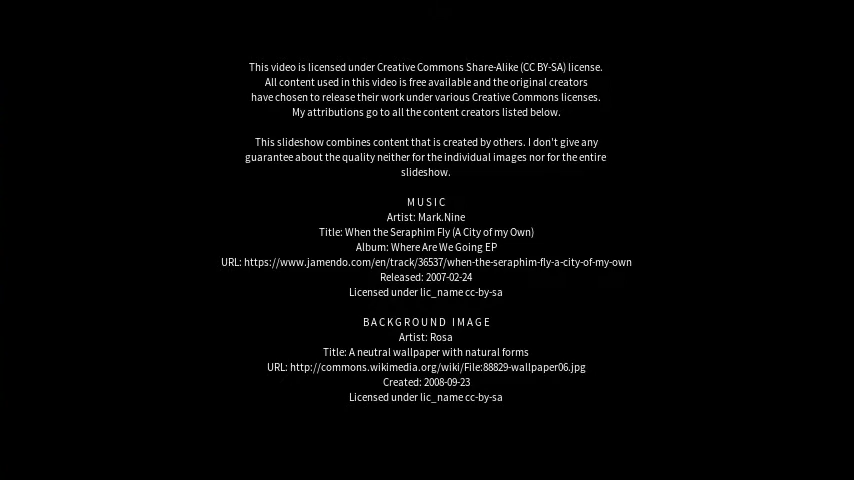 This video is licensed under Creative Commons Share-Alike (CC BY-SA) license.
All content used in this video is free available and the original creators
have chosen to release their work under various Creative Commons licenses.
My attributions go to all the content creators listed below.
This slideshow combines content that is created by others. I don't give any
guarantee about the quality neither for the individual images nor for the entire
slideshow.
MUSIC
Artist: Mark.Nine
Title: When the Seraphim Fly (A City of my Own)
Album: Where Are We Going EP
URL: https://www.jamendo.com/en/track/36537/when-the-seraphim-fly-a-city-of-my-own
Released: 2007-02-24
Licensed under lic_name cc-by-sa
BACKGROUND IMAGE
Artist: Rosa
Title: A neutral wallpaper with natural forms
URL: http://commons.wikimedia.org/wiki/File:88829-wallpaper06.jpg
Created: 2008-09-23
Licensed under lic_name cc-by-sa